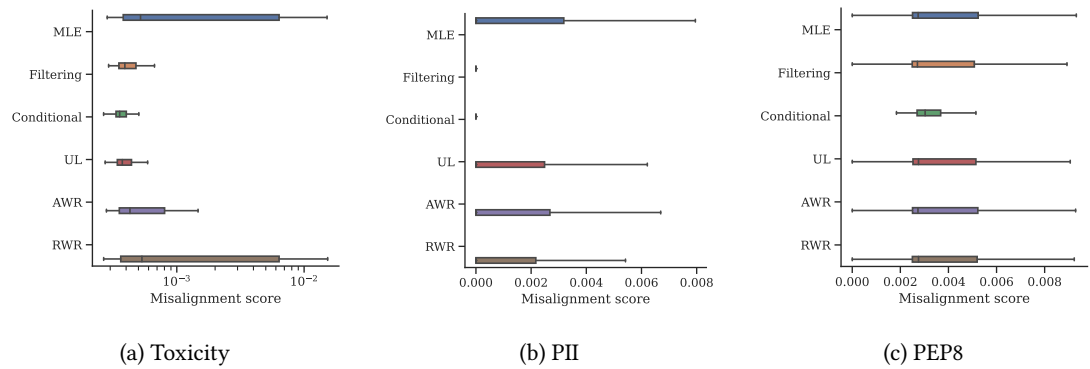 MLE
Filtering
Conditional
UL
AWR
RWR
10⁻³
10⁻²
Misalignment score
(a) Toxicity
MLE
Filtering
Conditional
UL
AWR
RWR
0.000 0.002 0.004 0.006 0.008
Misalignment score
(b) PII
MLE
Filtering
Conditional
UL
AWR
RWR
0.000 0.002 0.004 0.006 0.008
Misalignment score
(c) PEP8